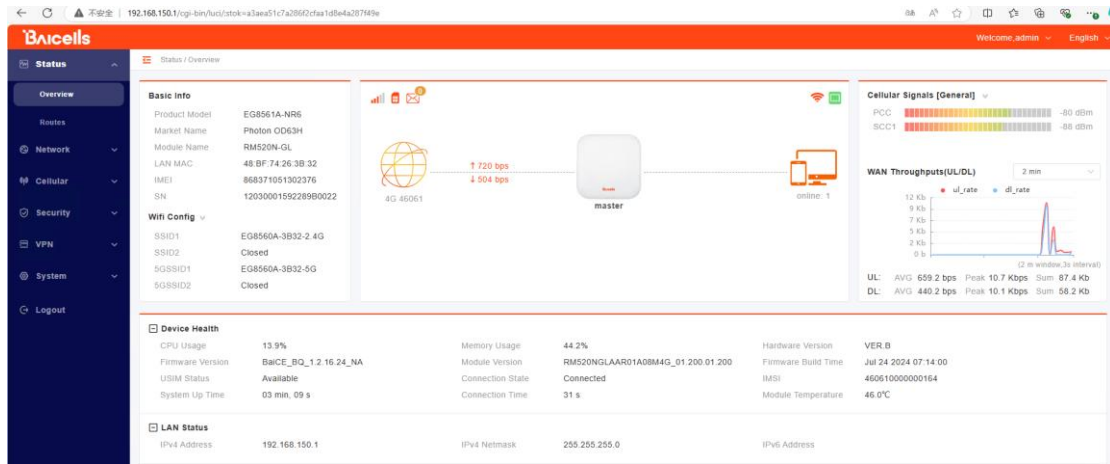 不安全 | 192.168.150.1/cgi-bin/luci/;stok=a3aea51c7a286f2cfaa1d8e4a287f49e
Baicells
Welcome,admin English
Status
Overview
Routes
Network
Cellular
Security
VPN
System
Logout
Status / Overview
Basic Info
Product Model EG8561A-NR6
Market Name Photon OD63H
Module Name RM520N-GL
LAN MAC 48:BF:74:26:3B:32
IMEI 868371051302376
SN 12030001592289B0022
Wifi Config
SSID1 EG8560A-3B32-2.4G
SSID2 Closed
5GSSID1 EG8560A-3B32-5G
5GSSID2 Closed
0
4G 46061
↑ 720 bps
↓ 504 bps
Baicells
master
online: 1
Cellular Signals [General]
PCC -80 dBm
SCC1 -86 dBm
WAN Throughputs(UL/DL) 2 min
ul_rate dl_rate
12 Kb
9 Kb
7 Kb
5 Kb
2 Kb
0 b
(2 m window,3s interval)
UL: AVG 659.2 bps Peak 10.7 Kbps Sum 87.4 Kb
DL: AVG 440.2 bps Peak 10.1 Kbps Sum 58.2 Kb
Device Health
CPU Usage 13.9% Memory Usage 44.2% Hardware Version VER.B
Firmware Version BaiCE_BQ_1.2.16.24_NA Module Version RM520NGLAAR01A08M4G_01.200.01.200 Firmware Build Time Jul 24 2024 07:14:00
USIM Status Available Connection State Connected IMSI 460610000000164
System Up Time 03 min, 09 s Connection Time 31 s Module Temperature 46.0℃
LAN Status
IPv4 Address 192.168.150.1 IPv4 Netmask 255.255.255.0 IPv6 Address